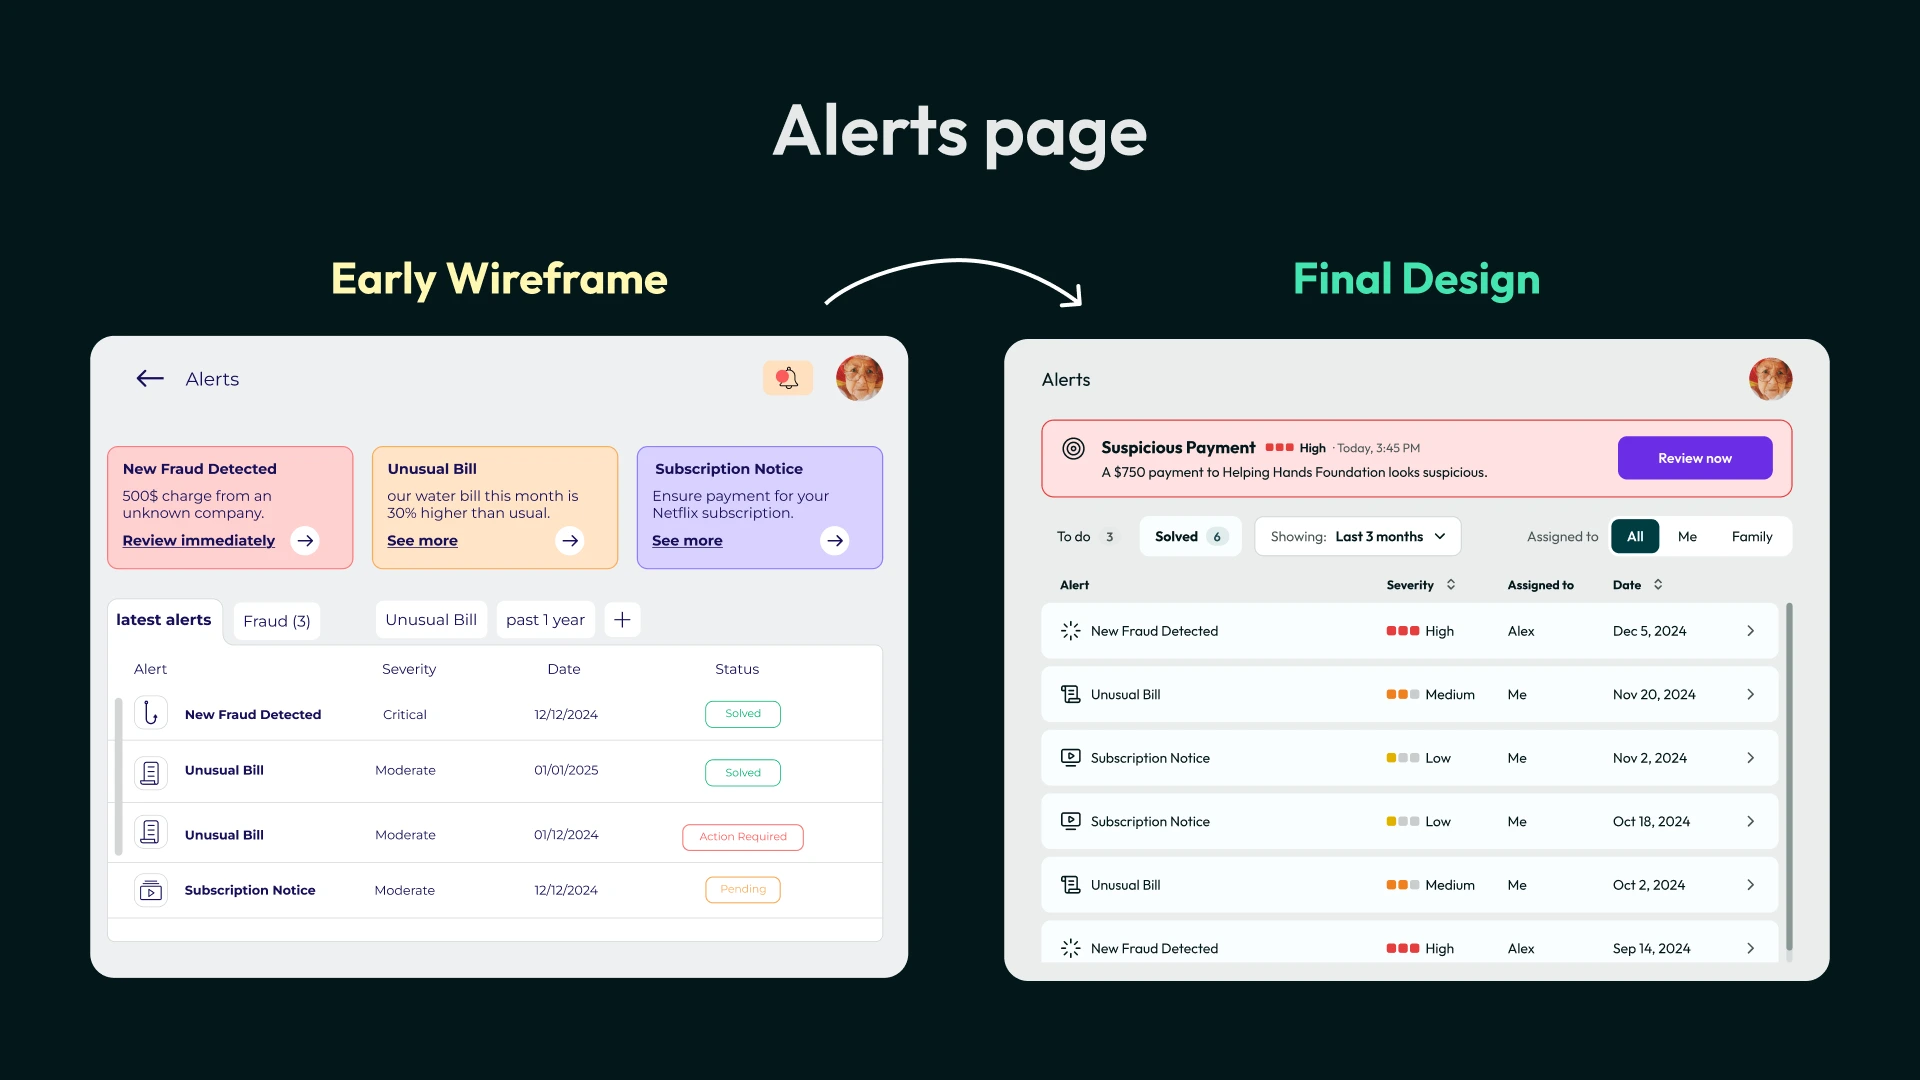 Alerts page
Early Wireframe
Final Design
Alerts
New Fraud Detected
500$ charge from an
unknown company.
Review immediately
Unusual Bill
our water bill this month is
30% higher than usual.
See more
Subscription Notice
Ensure payment for your
Netflix subscription.
See more
latest alerts Fraud (3) Unusual Bill past 1 year
Alert Severity Date Status
New Fraud Detected Critical 12/12/2024 Solved
Unusual Bill Moderate 01/01/2025 Solved
Unusual Bill Moderate 01/12/2024 Action Required
Subscription Notice Moderate 12/12/2024 Pending
Alerts
Suspicious Payment High · Today, 3:45 PM
A $750 payment to Helping Hands Foundation looks suspicious.
Review now
To do 3 Solved 6 Showing: Last 3 months Assigned to All Me Family
Alert Severity Assigned to Date
New Fraud Detected High Alex Dec 5, 2024
Unusual Bill Medium Me Nov 20, 2024
Subscription Notice Low Me Nov 2, 2024
Subscription Notice Low Me Oct 18, 2024
Unusual Bill Medium Me Oct 2, 2024
New Fraud Detected High Alex Sep 14, 2024